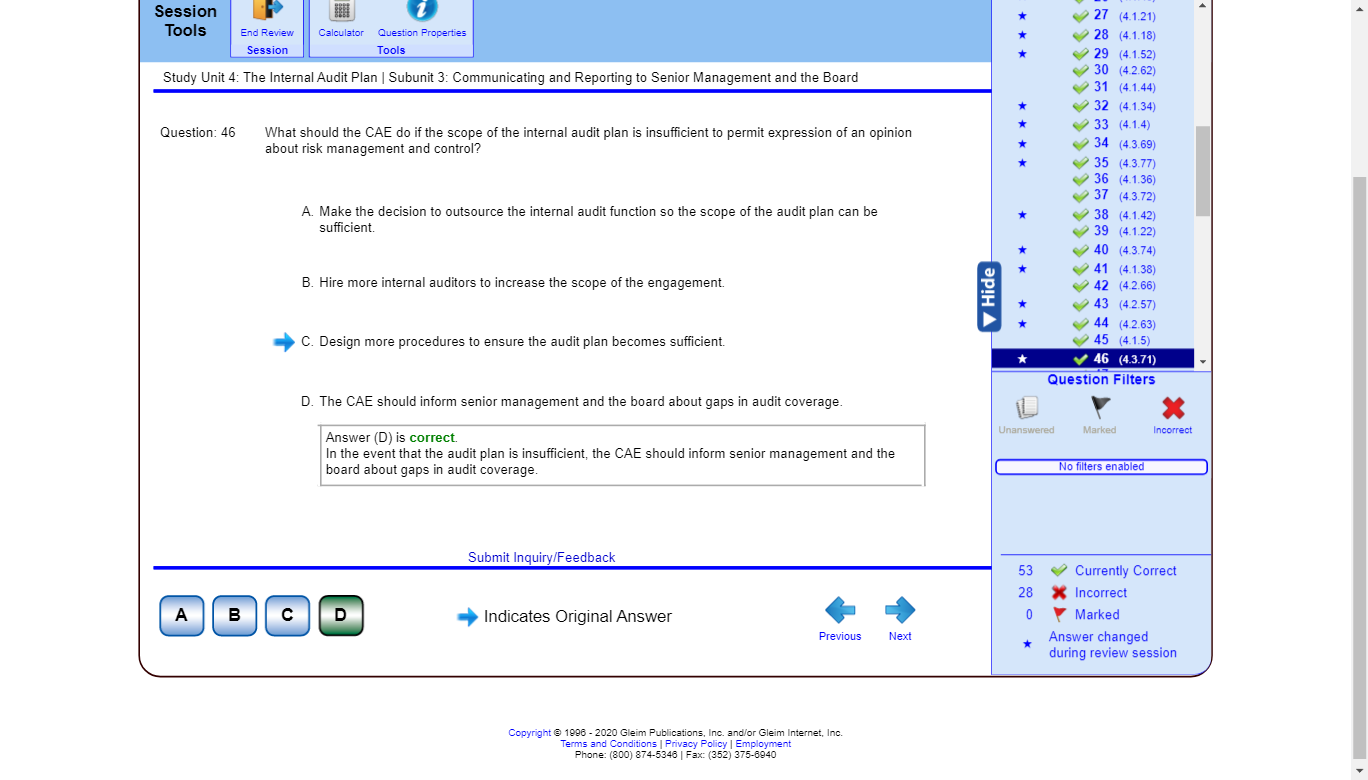 Session
Tools
End Review
Session
Calculator
Question Properties
Tools
Study Unit 4: The Internal Audit Plan | Subunit 3: Communicating and Reporting to Senior Management and the Board
Question: 46
What should the CAE do if the scope of the internal audit plan is insufficient to permit expression of an opinion
about risk management and control?
A. Make the decision to outsource the internal audit function so the scope of the audit plan can be
sufficient.
B. Hire more internal auditors to increase the scope of the engagement.
C. Design more procedures to ensure the audit plan becomes sufficient.
D. The CAE should inform senior management and the board about gaps in audit coverage.
Answer (D) is correct.
In the event that the audit plan is insufficient, the CAE should inform senior management and the
board about gaps in audit coverage.
Submit Inquiry/Feedback
A
B
C
D
Indicates Original Answer
Previous
Next
27 (4.1.21)
28 (4.1.18)
29 (4.1.52)
30 (4.2.62)
31 (4.1.44)
32 (4.1.34)
33 (4.1.4)
34 (4.3.69)
35 (4.3.77)
36 (4.1.36)
37 (4.3.72)
38 (4.1.42)
39 (4.1.22)
40 (4.3.74)
41 (4.1.38)
42 (4.2.66)
43 (4.2.57)
44 (4.2.63)
45 (4.1.5)
46 (4.3.71)
Hide
Question Filters
Unanswered
Marked
Incorrect
No filters enabled
53 Currently Correct
28 Incorrect
0 Marked
Answer changed
during review session
Copyright © 1996 - 2020 Gleim Publications, Inc. and/or Gleim Internet, Inc.
Terms and Conditions | Privacy Policy | Employment
Phone: (800) 874-5346 | Fax: (352) 375-6940